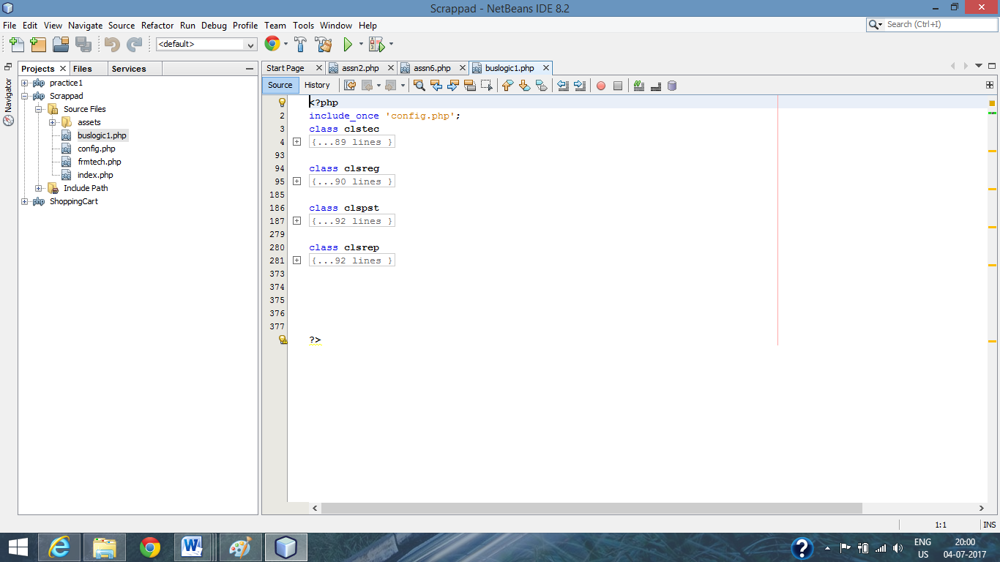 Scrappad - NetBeans IDE 8.2
File Edit View Navigate Source Refactor Run Debug Profile Team Tools Window Help
Search (Ctrl+I)
<default>
Projects Files Services
Navigator
practice1
Scrappad
Source Files
assets
buslogic1.php
config.php
frmtech.php
index.php
Include Path
ShoppingCart
Start Page assn2.php assn6.php buslogic1.php
Source History
<?php
2 include_once 'config.php';
3 class clstec
4 {...89 lines }
93
94 class clsreg
95 {...90 lines }
185
186 class clspst
187 {...92 lines }
279
280 class clsrep
281 {...92 lines }
373
374
375
376
377
?>
1:1 INS
ENG
US
20:00
04-07-2017